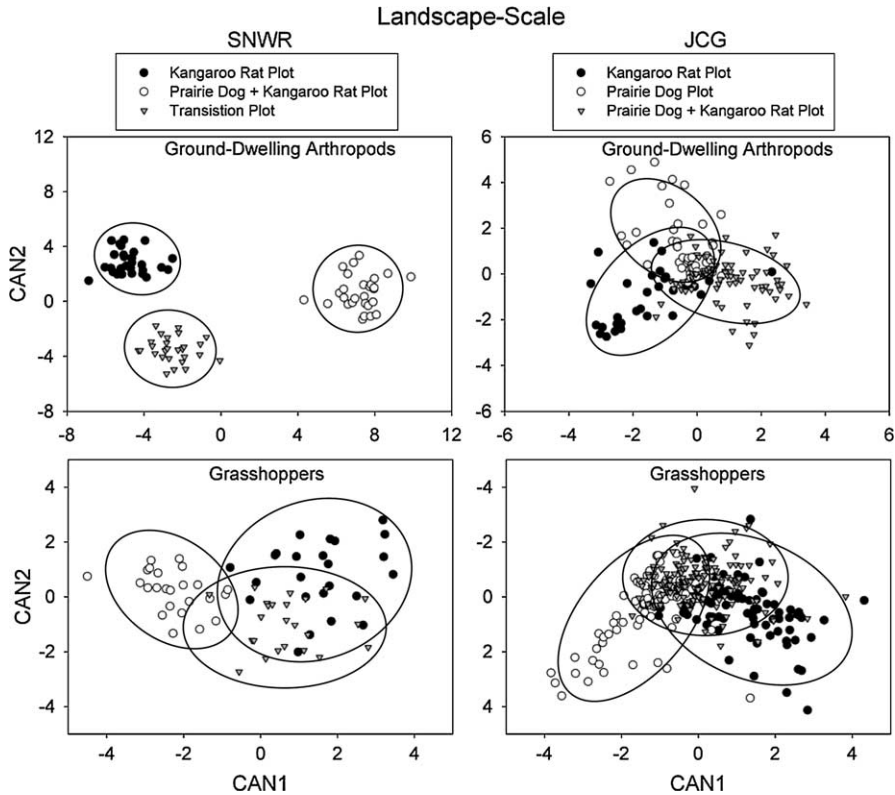 Landscape-Scale
SNWR
JCG
Kangaroo Rat Plot
Prairie Dog + Kangaroo Rat Plot
Transistion Plot
Kangaroo Rat Plot
Prairie Dog Plot
Prairie Dog + Kangaroo Rat Plot
Ground-Dwelling Arthropods
CAN2
12
8
4
0
-4
-8
-8 -4 0 4 8 12
Ground-Dwelling Arthropods
6
4
2
0
-2
-4
-6
-6 -4 -2 0 2 4 6
Grasshoppers
CAN2
4
2
0
-2
-4
-4 -2 0 2 4
CAN1
Grasshoppers
-4
-2
0
2
4
-4 -2 0 2 4
CAN1